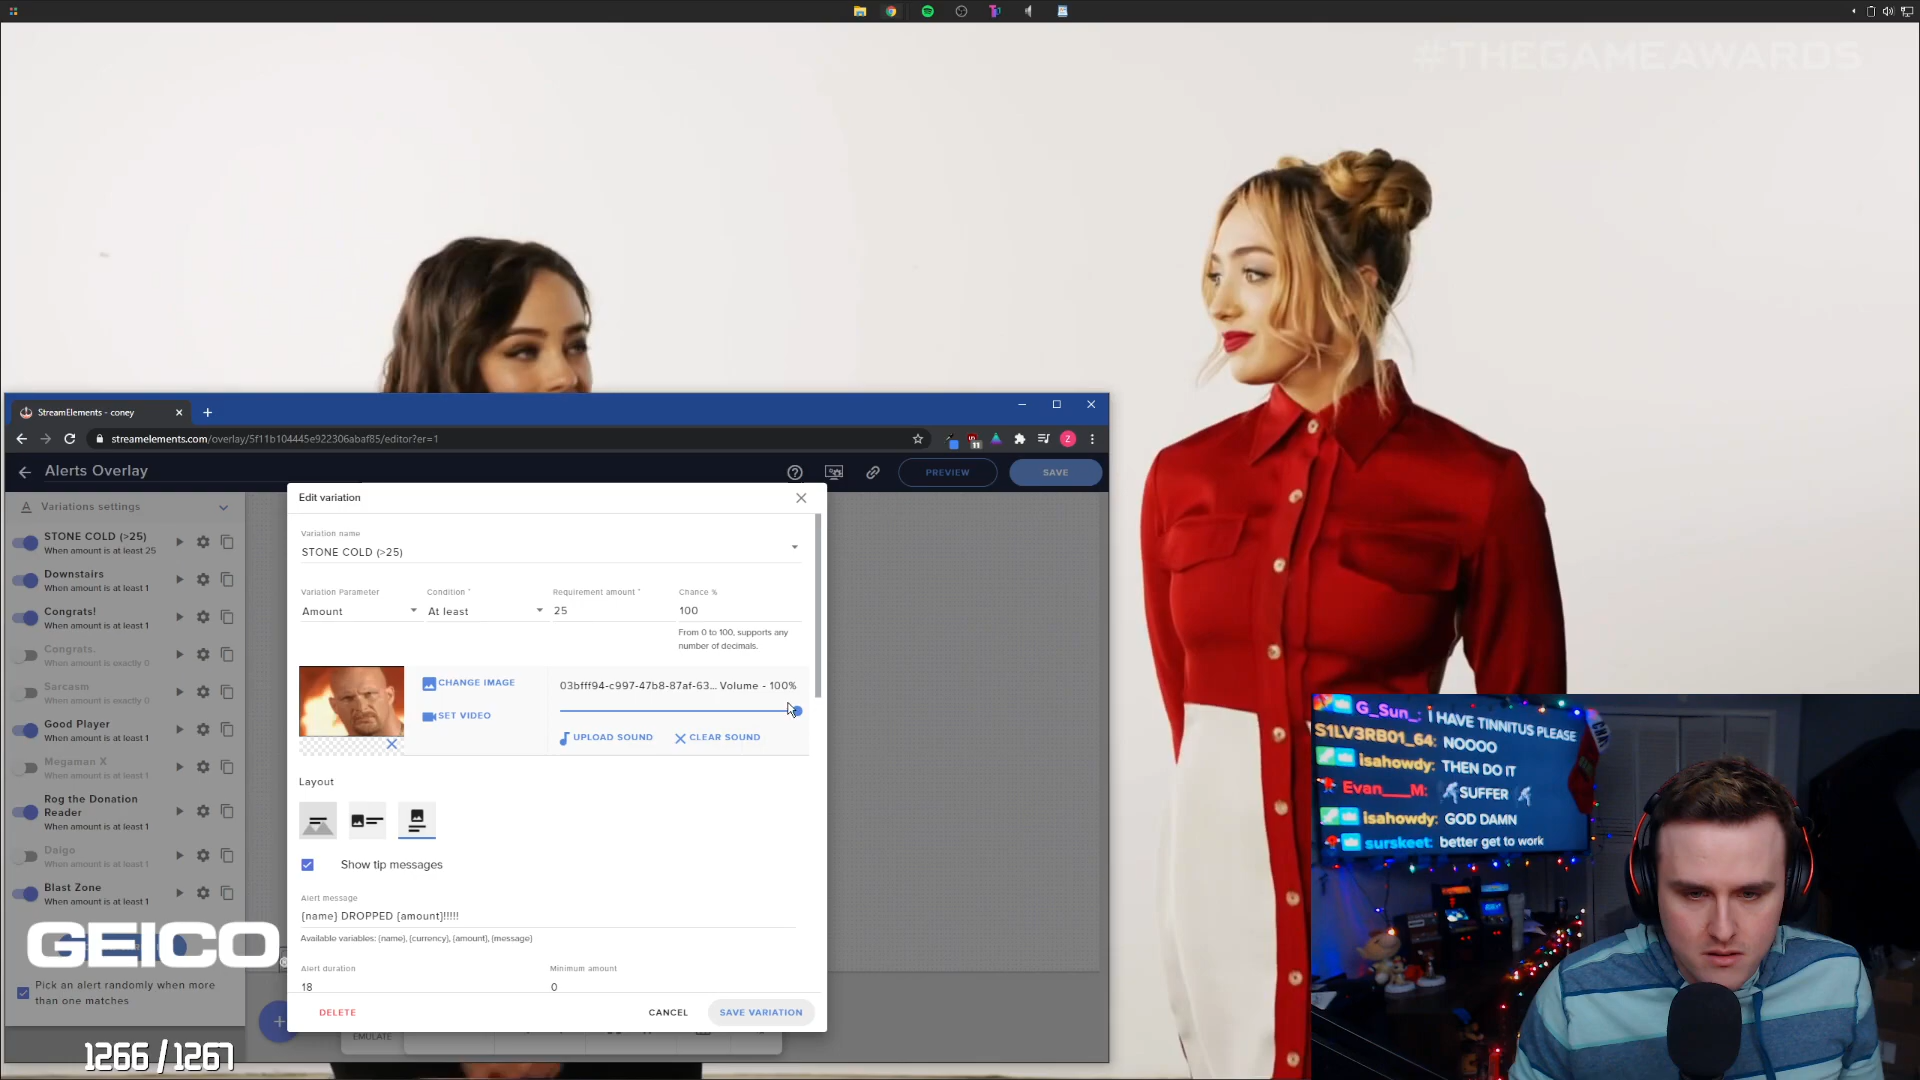 #THEGAMEAWARDS
StreamElements - coney
streamelements.com/overlay/5f11b104445e922306abaf85/editor?er=1
11
Z
Alerts Overlay
PREVIEW
SAVE
Variations settings
STONE COLD (>25)
When amount is at least 25
Downstairs
When amount is at least 1
Congrats!
When amount is at least 1
Congrats.
When amount is exactly 0
Sarcasm
When amount is exactly 0
Good Player
When amount is at least 1
Megaman X
When amount is at least 1
Rog the Donation
Reader
When amount is at least 1
Daigo
When amount is at least 1
Blast Zone
When amount is at least 1
Pick an alert randomly when more
than one matches
Edit variation
Variation name
STONE COLD (>25)
Variation Parameter
Condition *
Requirement amount *
Chance %
Amount
At least
25
100
From 0 to 100, supports any
number of decimals.
CHANGE IMAGE
SET VIDEO
03bfff94-c997-47b8-87af-63... Volume - 100%
UPLOAD SOUND
CLEAR SOUND
Layout
Show tip messages
Alert message
{name} DROPPED {amount}!!!!!
Available variables: {name}, {currency}, {amount}, {message}
Alert duration
Minimum amount
18
0
DELETE
CANCEL
SAVE VARIATION
EMULATE
GEICO
1266/1267
G_Sun_: I HAVE TINNITUS PLEASE
S1LV3RB01_64: NOOOO
isahowdy: THEN DO IT
Evan___M: SUFFER
isahowdy: GOD DAMN
surskeet: better get to work
CHAT